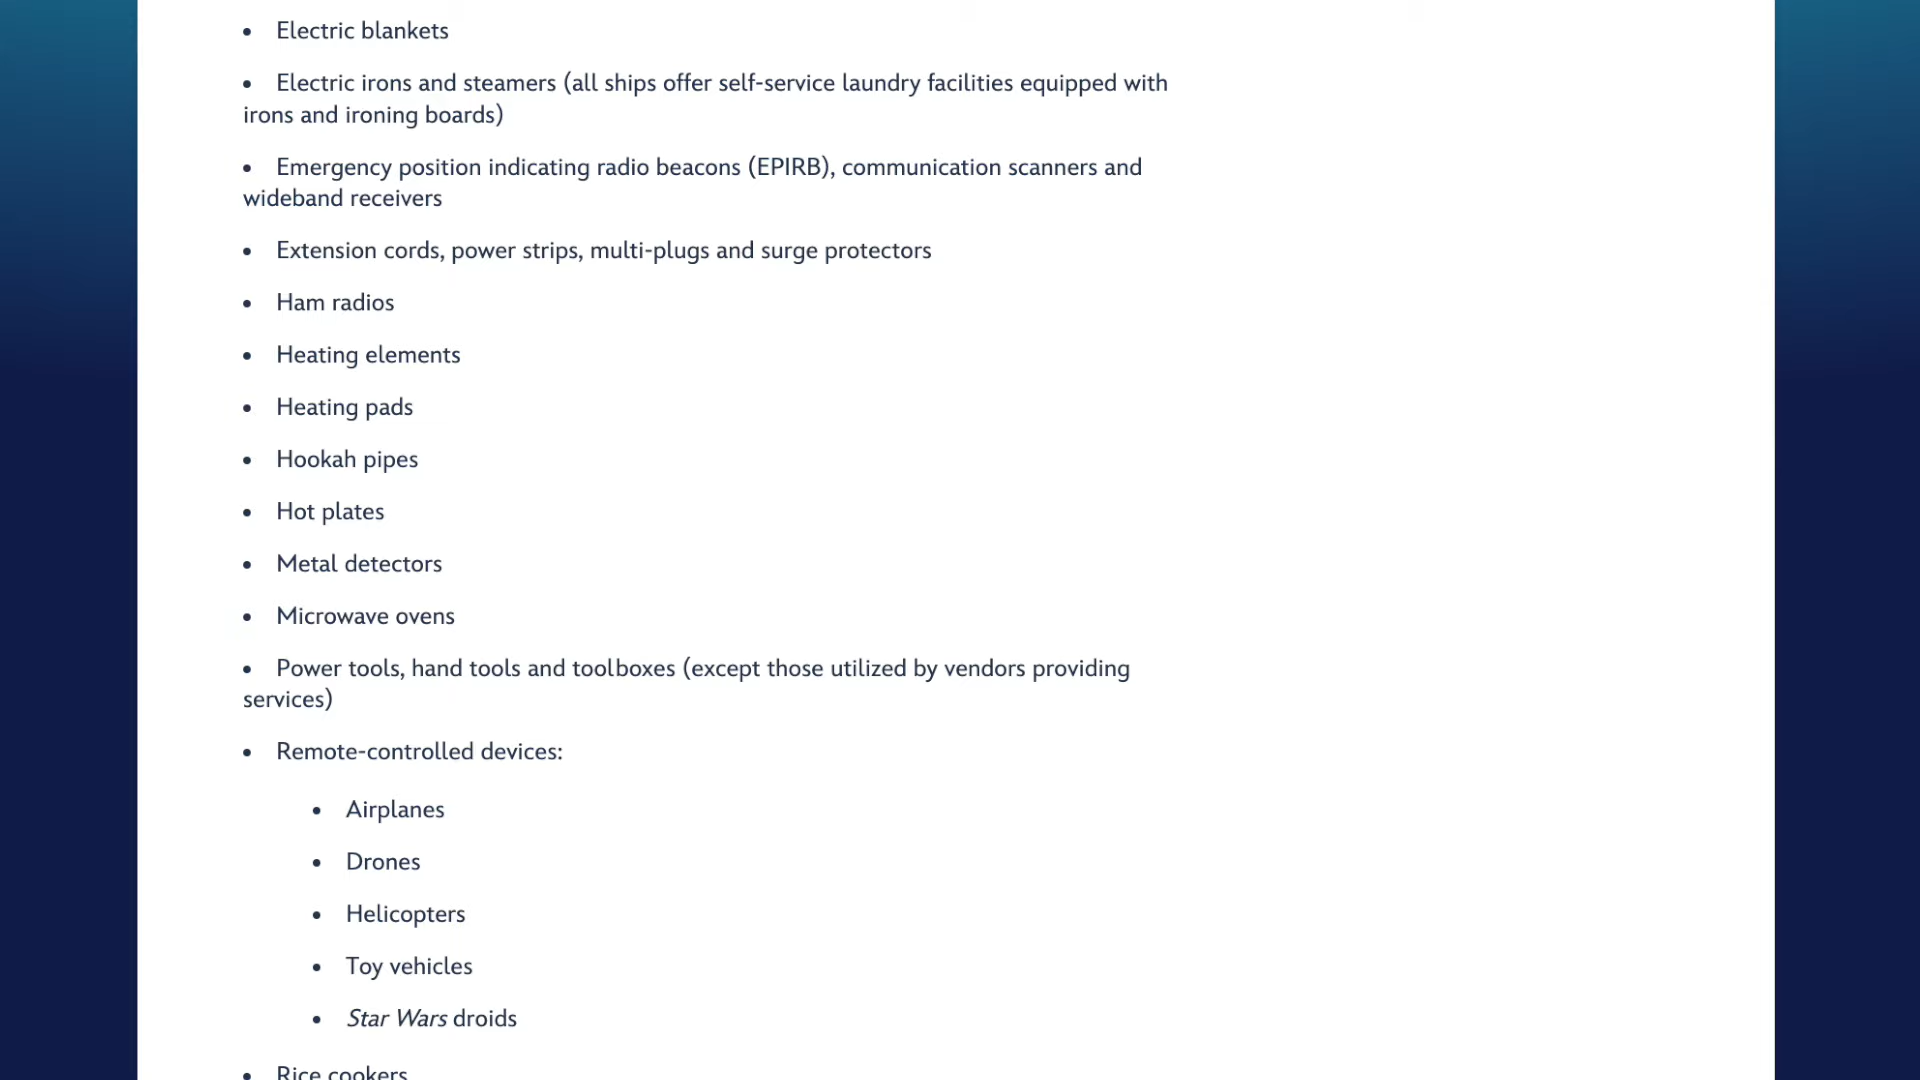 • Electric blankets
• Electric irons and steamers (all ships offer self-service laundry facilities equipped with
irons and ironing boards)
• Emergency position indicating radio beacons (EPIRB), communication scanners and
wideband receivers
• Extension cords, power strips, multi-plugs and surge protectors
• Ham radios
• Heating elements
• Heating pads
• Hookah pipes
• Hot plates
• Metal detectors
• Microwave ovens
• Power tools, hand tools and toolboxes (except those utilized by vendors providing
services)
• Remote-controlled devices:
• Airplanes
• Drones
• Helicopters
• Toy vehicles
• Star Wars droids
• Rice cookers